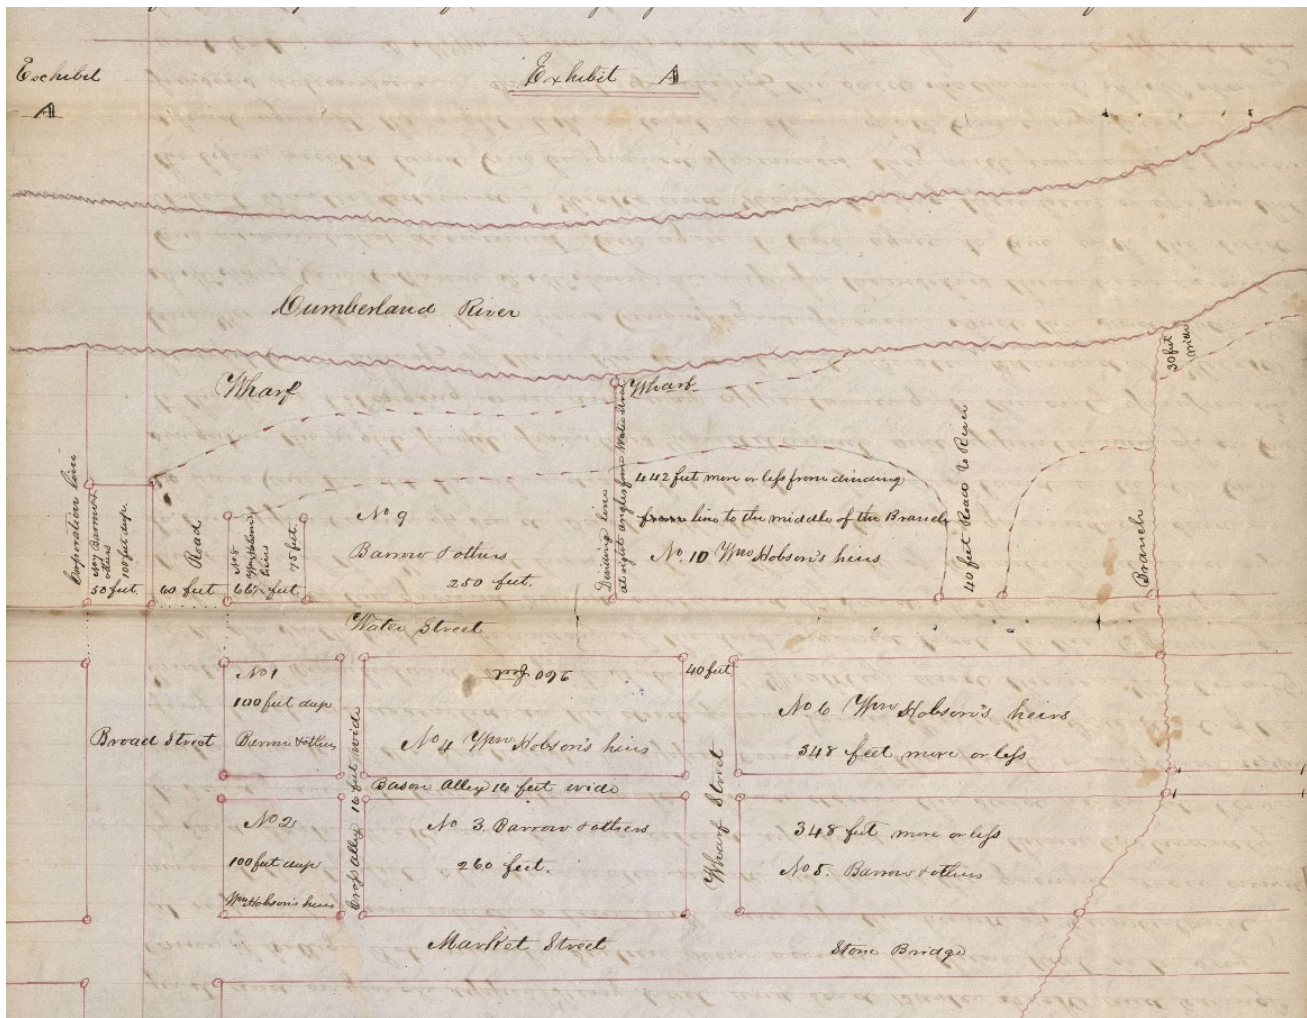 Exhibit
A
Exhibit A
Cumberland River
30 feet
Wharf
Wharf
Corporation line
No 7 Barrow &
others
100 feet deep
50 feet.
Road
60 feet
No 8
Wm Hobson's
heirs
75 feet.
No 9
Barrow & others
250 feet.
Dividing line
at right angles from Water Street
442 feet more or less from dividing
from line to the middle of the Branch
No. 10 Wm Hobson's heirs
40 feet Road to River
Branch
Water Street
No 1
100 feet deep
Barrow & others
260 feet
40 feet
No 4 Wm Hobson's heirs
No 6 Wm Hobson's heirs
348 feet more or less
Broad Street
Cross alley 16 feet wide
Bason Alley 16 feet wide
Wharf Street
No 2
100 feet deep
Wm Hobson's heirs
No 3. Barrow & others
260 feet.
348 feet more or less
No 5. Barrow & others
Market Street
Stone Bridge